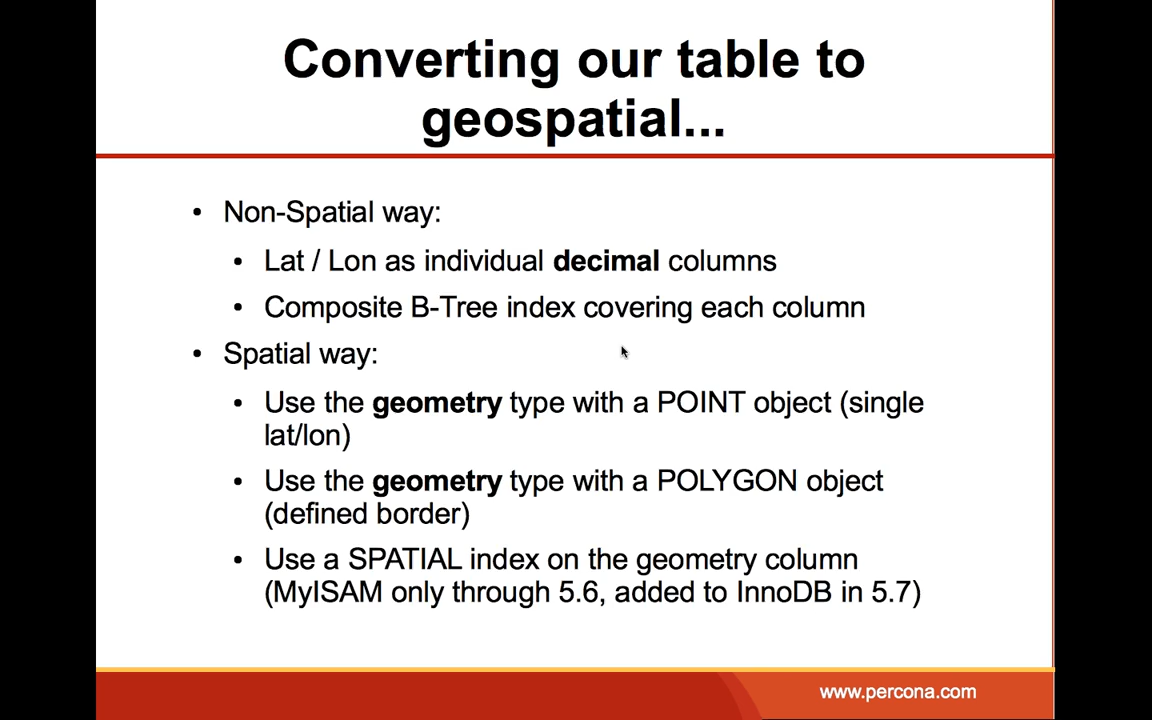 Converting our table to
geospatial...
• Non-Spatial way:
• Lat / Lon as individual decimal columns
• Composite B-Tree index covering each column
• Spatial way:
• Use the geometry type with a POINT object (single
lat/lon)
• Use the geometry type with a POLYGON object
(defined border)
• Use a SPATIAL index on the geometry column
(MyISAM only through 5.6, added to InnoDB in 5.7)
www.percona.com